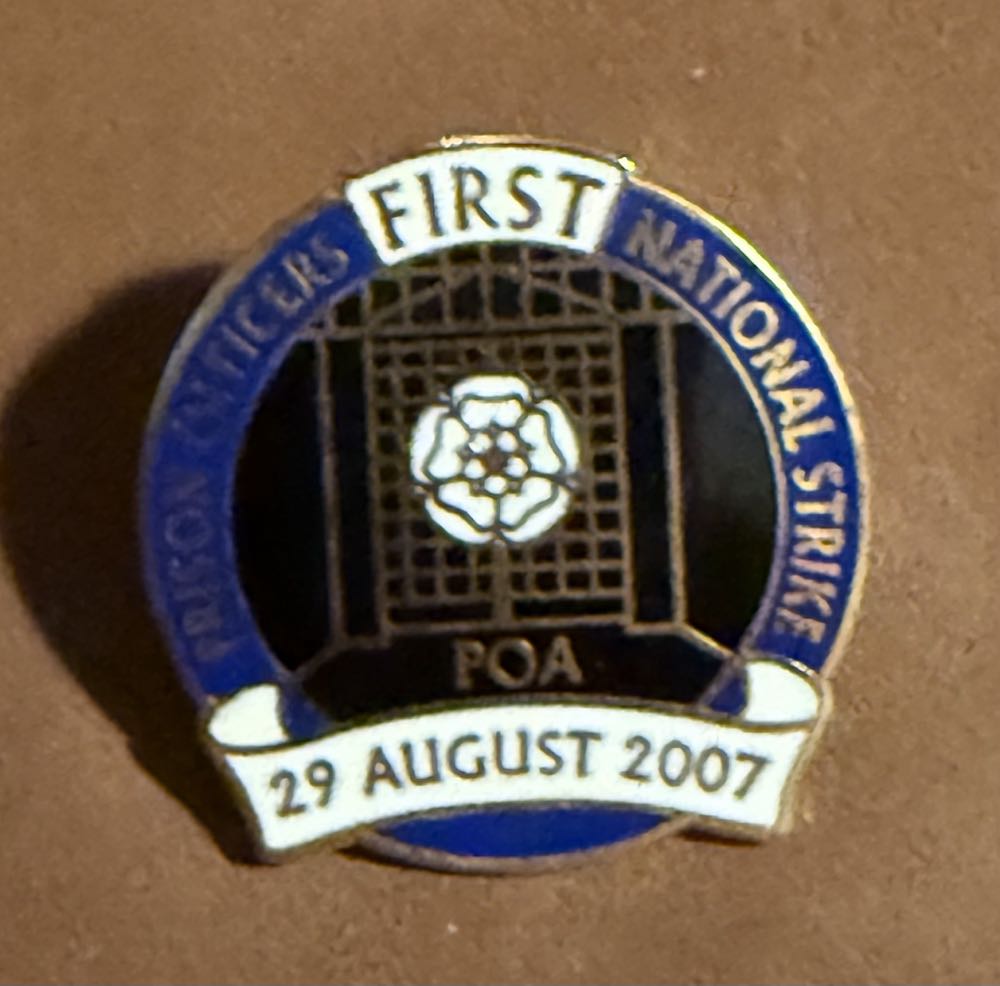 PRISON OFFICERS
FIRST
NATIONAL STRIKE
POA
29 AUGUST 2007